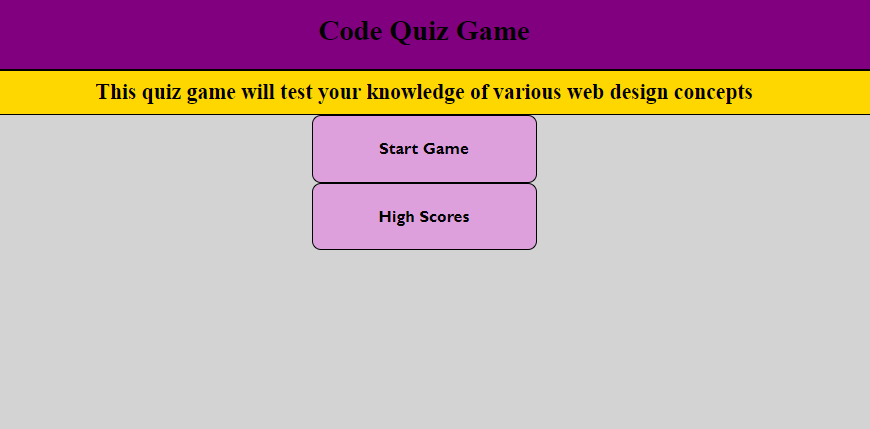 Code Quiz Game
This quiz game will test your knowledge of various web design concepts
Start Game
High Scores